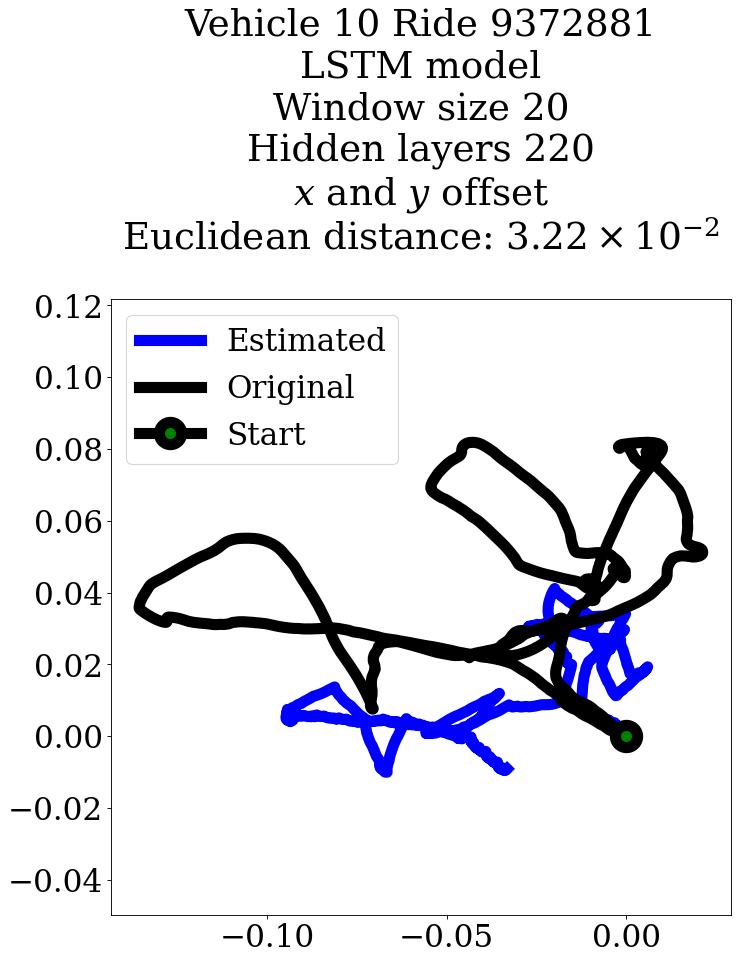 Vehicle 10 Ride 9372881
LSTM model
Window size 20
Hidden layers 220
x and y offset
Euclidean distance: 3.22 × 10⁻²
0.12
0.10
0.08
0.06
0.04
0.02
0.00
−0.02
−0.04
Estimated
Original
Start
−0.10
−0.05
0.00